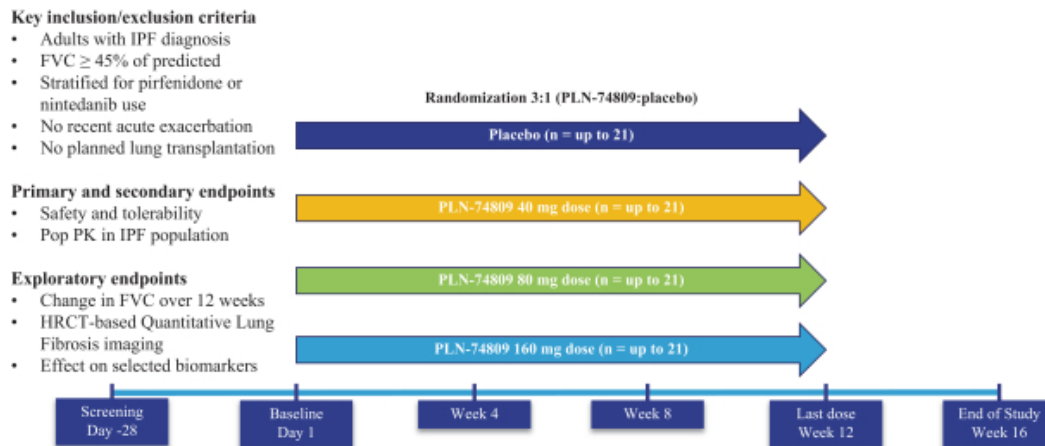 Key inclusion/exclusion criteria
• Adults with IPF diagnosis
• FVC ≥ 45% of predicted
• Stratified for pirfenidone or
nintedanib use
• No recent acute exacerbation
• No planned lung transplantation
Primary and secondary endpoints
• Safety and tolerability
• Pop PK in IPF population
Exploratory endpoints
• Change in FVC over 12 weeks
• HRCT-based Quantitative Lung
Fibrosis imaging
• Effect on selected biomarkers
Randomization 3:1 (PLN-74809:placebo)
Placebo (n = up to 21)
PLN-74809 40 mg dose (n = up to 21)
PLN-74809 80 mg dose (n = up to 21)
PLN-74809 160 mg dose (n = up to 21)
Screening
Day -28
Baseline
Day 1
Week 4
Week 8
Last dose
Week 12
End of Study
Week 16